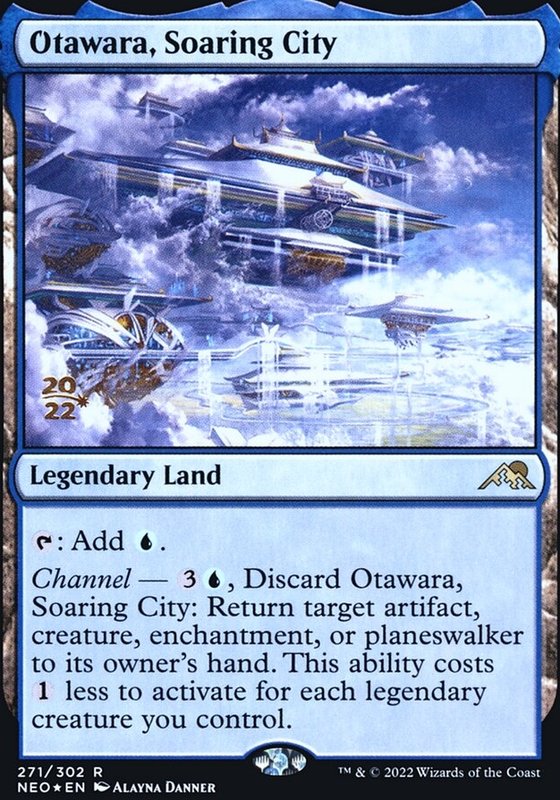 Otawara, Soaring City
20
22
Legendary Land
: Add .
Channel — 3 , Discard Otawara,
Soaring City: Return target artifact,
creature, enchantment, or planeswalker
to its owner's hand. This ability costs
1 less to activate for each legendary
creature you control.
271/302 R
NEO★EN Alayna Danner
™ & © 2022 Wizards of the Coast